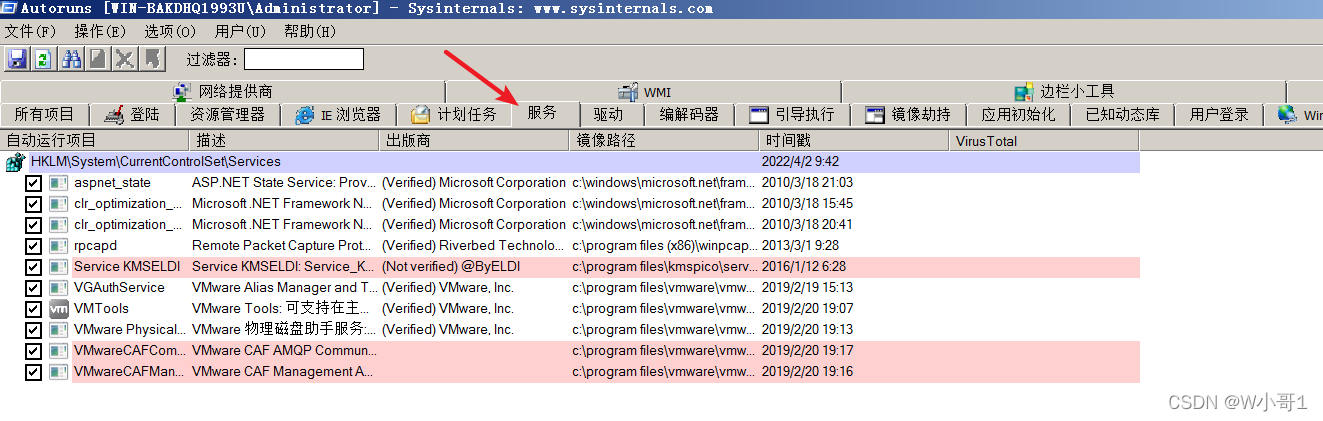 Autoruns [WIN-BAKDHQ1993U\Administrator] - Sysinternals: www.sysinternals.com
文件(F) 操作(E) 选项(O) 用户(U) 帮助(H)
过滤器:
网络提供商 WMI 边栏小工具
所有项目 登陆 资源管理器 IE 浏览器 计划任务 服务 驱动 编解码器 引导执行 镜像劫持 应用初始化 已知动态库 用户登录 Win
自动运行项目 描述 出版商 镜像路径 时间戳 VirusTotal
HKLM\System\CurrentControlSet\Services 2022/4/2 9:42
aspnet_state ASP.NET State Service: Prov... (Verified) Microsoft Corporation c:\windows\microsoft.net\fram... 2010/3/18 21:03
clr_optimization_... Microsoft .NET Framework N... (Verified) Microsoft Corporation c:\windows\microsoft.net\fram... 2010/3/18 15:45
clr_optimization_... Microsoft .NET Framework N... (Verified) Microsoft Corporation c:\windows\microsoft.net\fram... 2010/3/18 20:41
rpcapd Remote Packet Capture Prot... (Verified) Riverbed Technolo... c:\program files (x86)\winpcap... 2013/3/1 9:28
Service KMSELDI Service KMSELDI: Service_K... (Not verified) @ByELDI c:\program files\kmspico\serv... 2016/1/12 6:28
VGAuthService VMware Alias Manager and T... (Verified) VMware, Inc. c:\program files\vmware\vmw... 2019/2/19 15:13
vm VMTools VMware Tools: 可支持在主... (Verified) VMware, Inc. c:\program files\vmware\vmw... 2019/2/20 19:07
VMware Physical... VMware 物理磁盘助手服务:... (Verified) VMware, Inc. c:\program files\vmware\vmw... 2019/2/20 19:13
VMwareCAFCom... VMware CAF AMQP Commun... c:\program files\vmware\vmw... 2019/2/20 19:17
VMwareCAFMan... VMware CAF Management A... c:\program files\vmware\vmw... 2019/2/20 19:16
CSDN @W小哥1